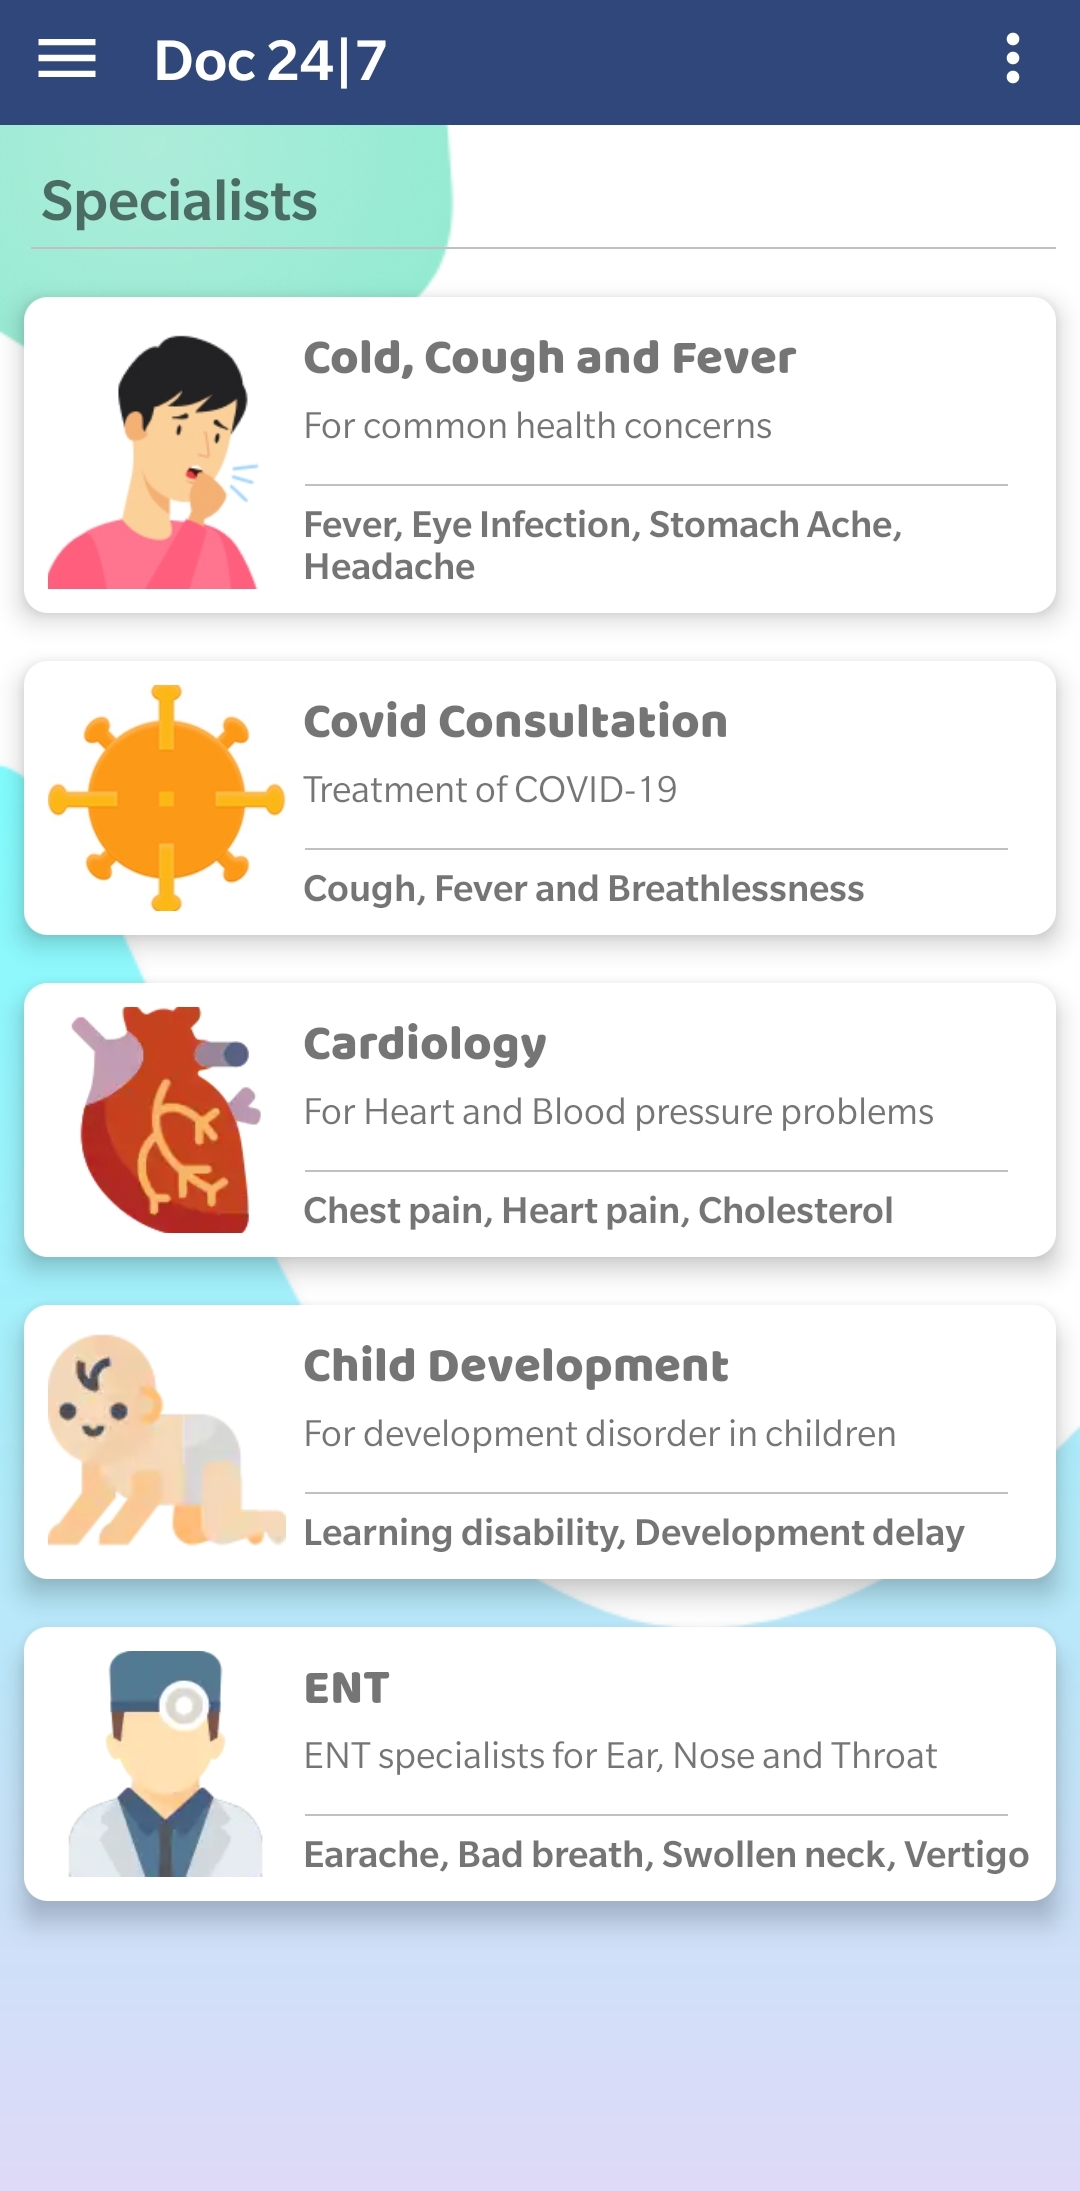 Doc 24|7
Specialists
Cold, Cough and Fever
For common health concerns
Fever, Eye Infection, Stomach Ache,
Headache
Covid Consultation
Treatment of COVID-19
Cough, Fever and Breathlessness
Cardiology
For Heart and Blood pressure problems
Chest pain, Heart pain, Cholesterol
Child Development
For development disorder in children
Learning disability, Development delay
ENT
ENT specialists for Ear, Nose and Throat
Earache, Bad breath, Swollen neck, Vertigo